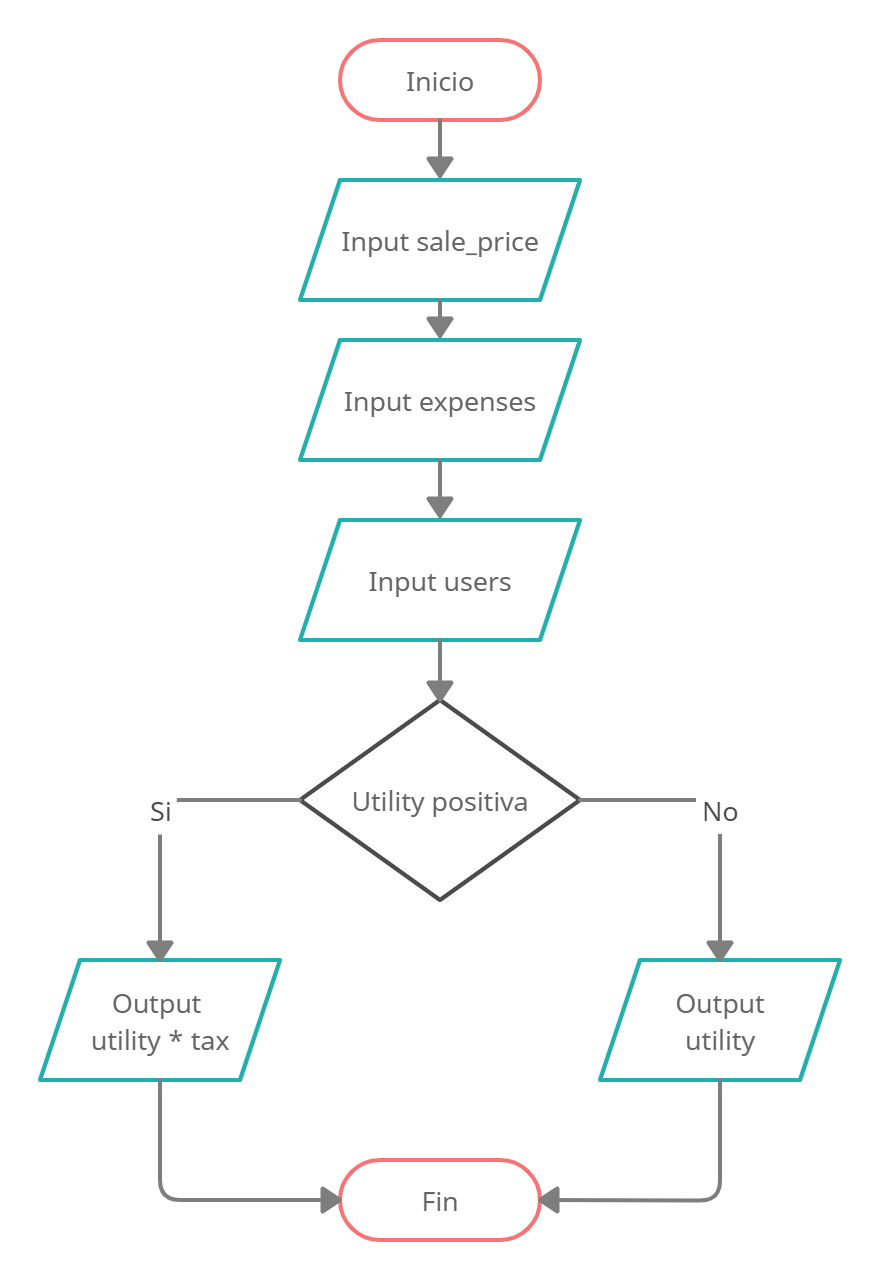 Inicio
Input sale_price
Input expenses
Input users
Utility positiva
Si
No
Output
utility * tax
Output
utility
Fin